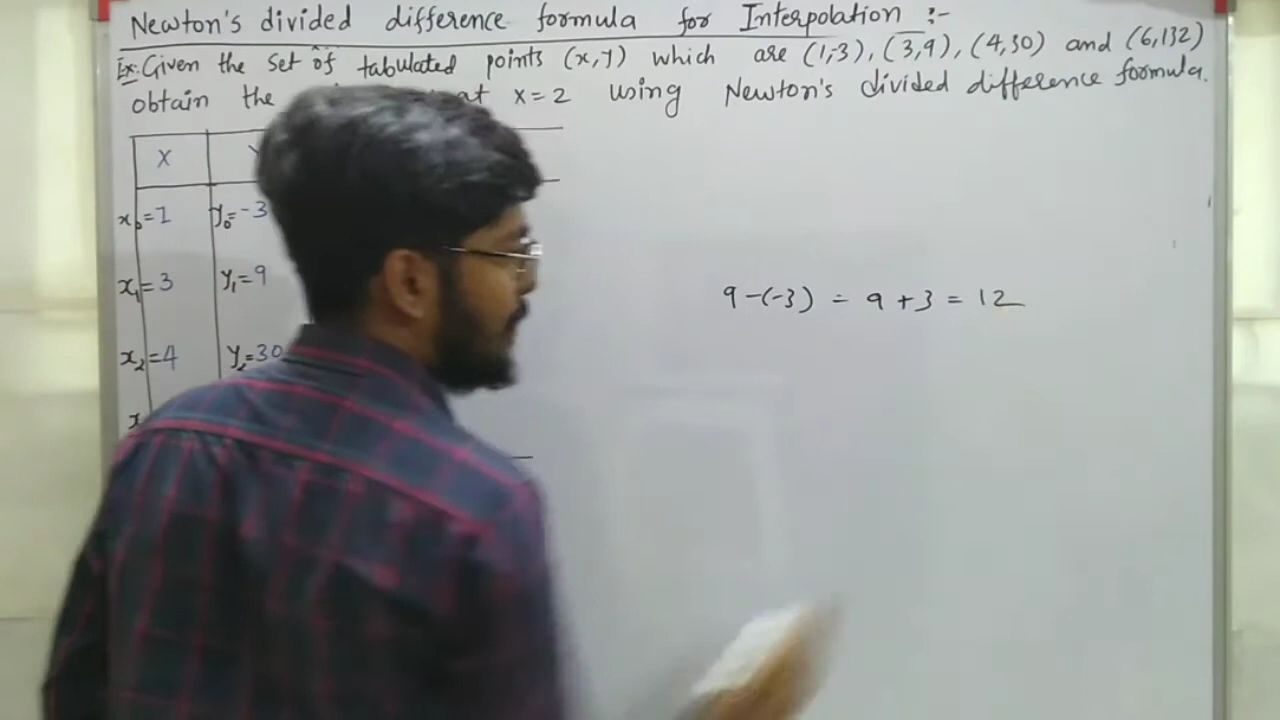 Newton's divided difference formula for Interpolation :-
Ex: Given the set of tabulated points (x,y) which are (1,-3), (3,9), (4,30) and (6,132)
obtain the at x=2 using Newton's divided difference formula.
X
x₀=1 y₀=-3
x₁=3 y₁=9
9-(-3) = 9+3 = 12
x₂=4 y₂=30